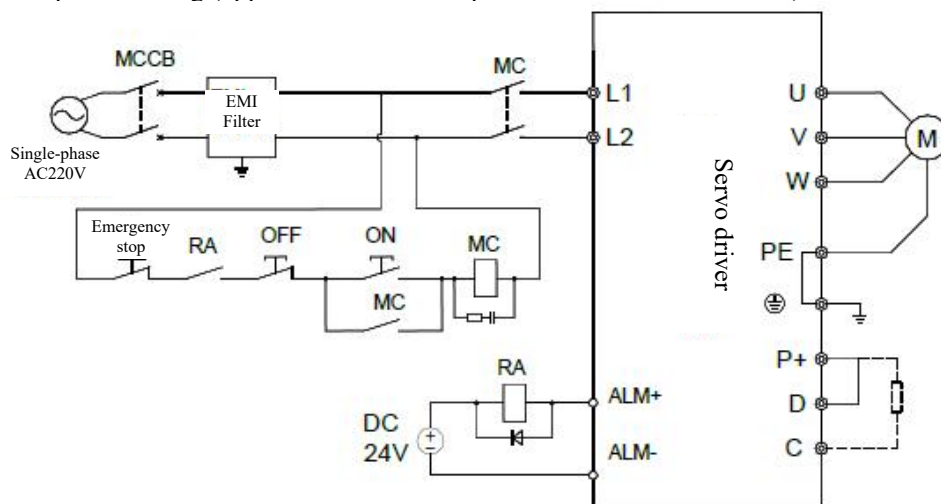 MCCB
MC
EMI
Filter
Single-phase
AC220V
L1
L2
U
V
W
M
PE
Servo driver
Emergency
stop
RA
OFF
ON
MC
MC
RA
DC
24V
ALM+
ALM-
P+
D
C